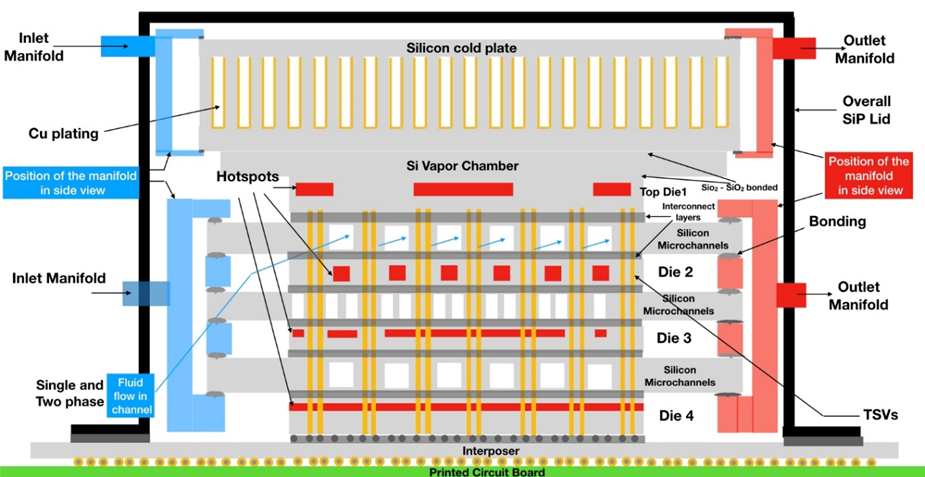 Inlet
Manifold
Silicon cold plate
Outlet
Manifold
Overall
SiP Lid
Cu plating
Si Vapor Chamber
Position of the manifold
in side view
Hotspots
Position of the
manifold
in side view
Sio₂ - SiO₂ bonded
Top Die1
Interconnect
layers
Bonding
Silicon
Microchannels
Die 2
Inlet Manifold
Outlet
Manifold
Silicon
Microchannels
Die 3
Single and
Two phase
Fluid
flow in
channel
Silicon
Microchannels
Die 4
TSVs
Interposer
Printed Circuit Board